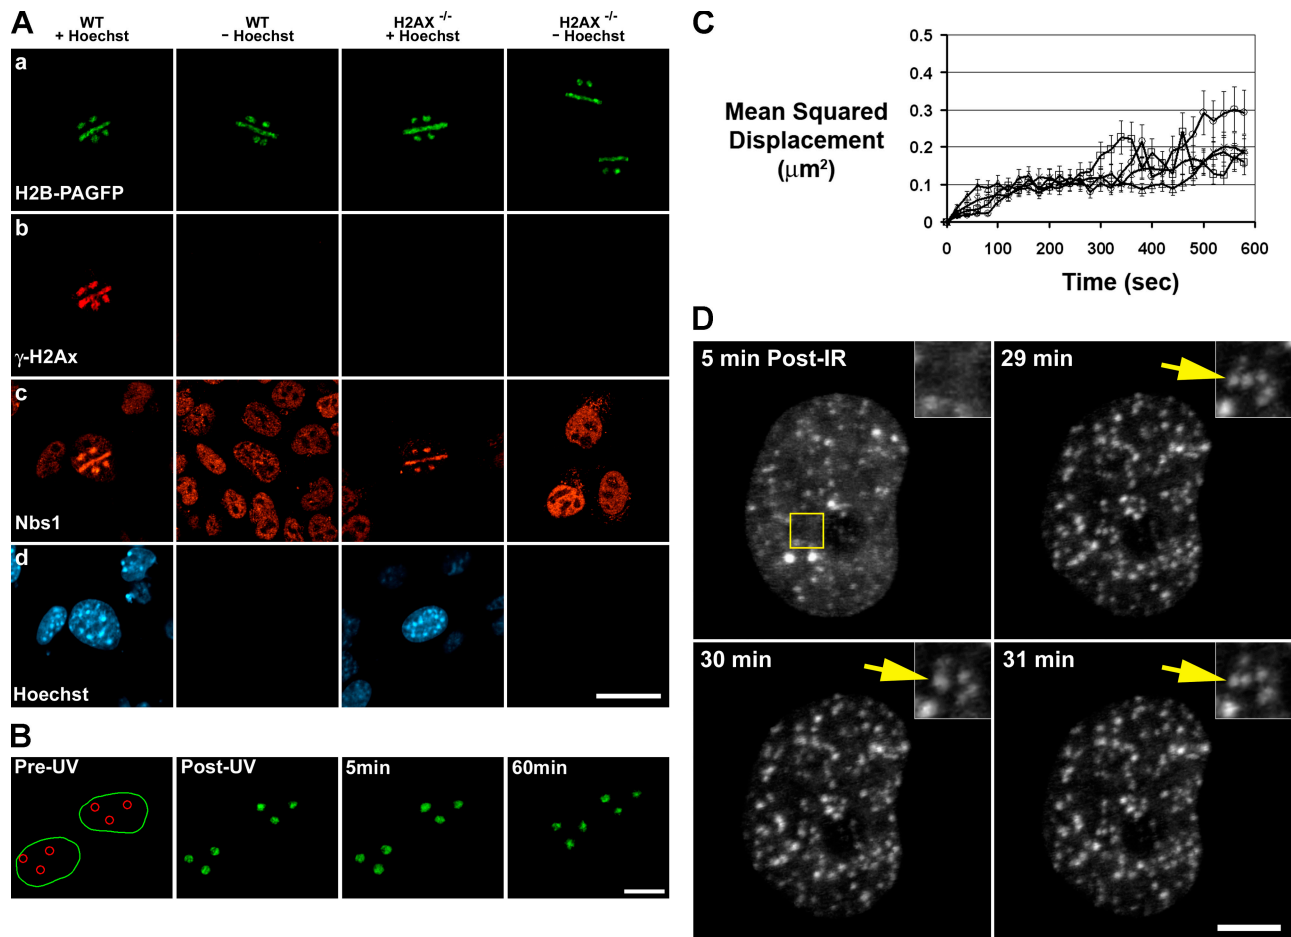 A
WT
+ Hoechst
WT
– Hoechst
H2AX -/-
+ Hoechst
H2AX -/-
– Hoechst
a
H2B-PAGFP
b
γ-H2Ax
c
Nbs1
d
Hoechst
B
Pre-UV
Post-UV
5min
60min
C
Mean Squared
Displacement
(μm²)
0.5
0.4
0.3
0.2
0.1
0
0
100
200
300
400
500
600
Time (sec)
D
5 min Post-IR
29 min
30 min
31 min